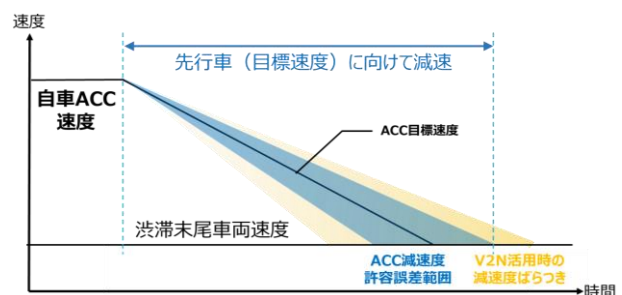 速度
先行車（目標速度）に向けて減速
自車ACC
速度
ACC目標速度
渋滞末尾車両速度
ACC減速度
許容誤差範囲
V2N活用時の
減速度ばらつき
時間